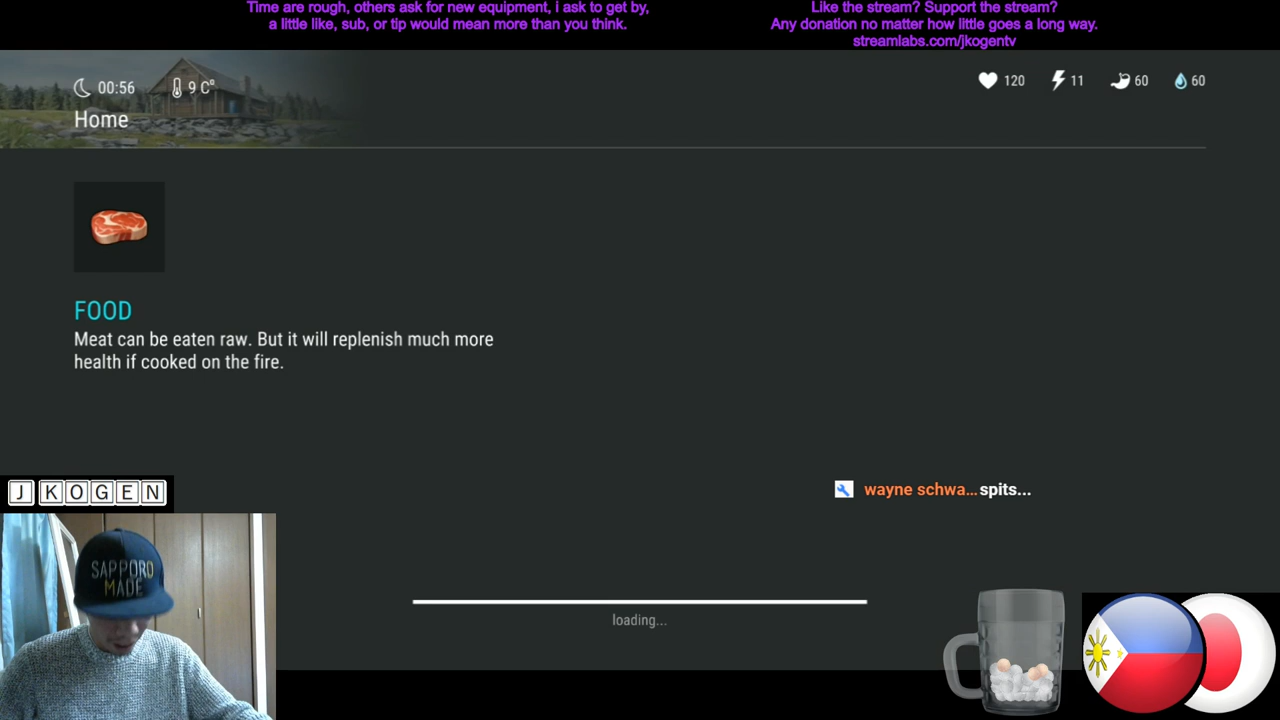 Time are rough, others ask for new equipment, i ask to get by,
a little like, sub, or tip would mean more than you think.
Like the stream? Support the stream?
Any donation no matter how little goes a long way.
streamlabs.com/jkogentv
00:56
9 C°
Home
120
11
60
60
FOOD
Meat can be eaten raw. But it will replenish much more
health if cooked on the fire.
J KOGEN
wayne schwa… spits...
SAPPORO
MADE
loading...